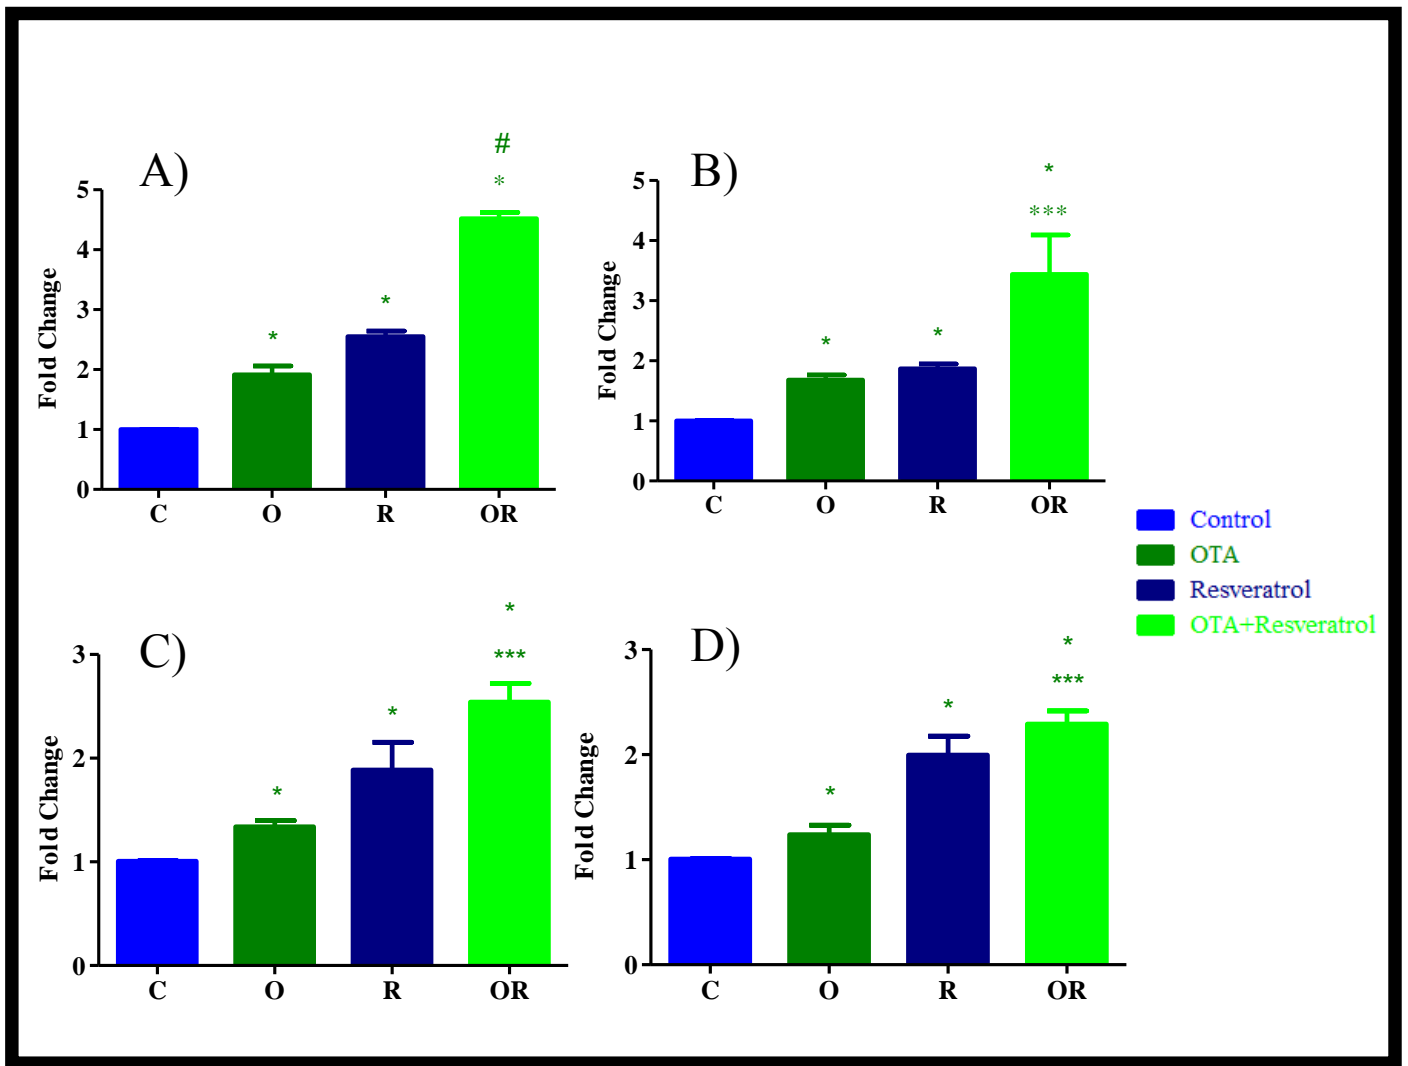 A)
#
*
*
*
5
4
3
2
1
0
Fold Change
C O R OR
B)
*
***
*
*
5
4
3
2
1
0
Fold Change
C O R OR
Control
OTA
Resveratrol
OTA+Resveratrol
C)
*
***
*
*
3
2
1
0
Fold Change
C O R OR
D)
*
***
*
*
3
2
1
0
Fold Change
C O R OR